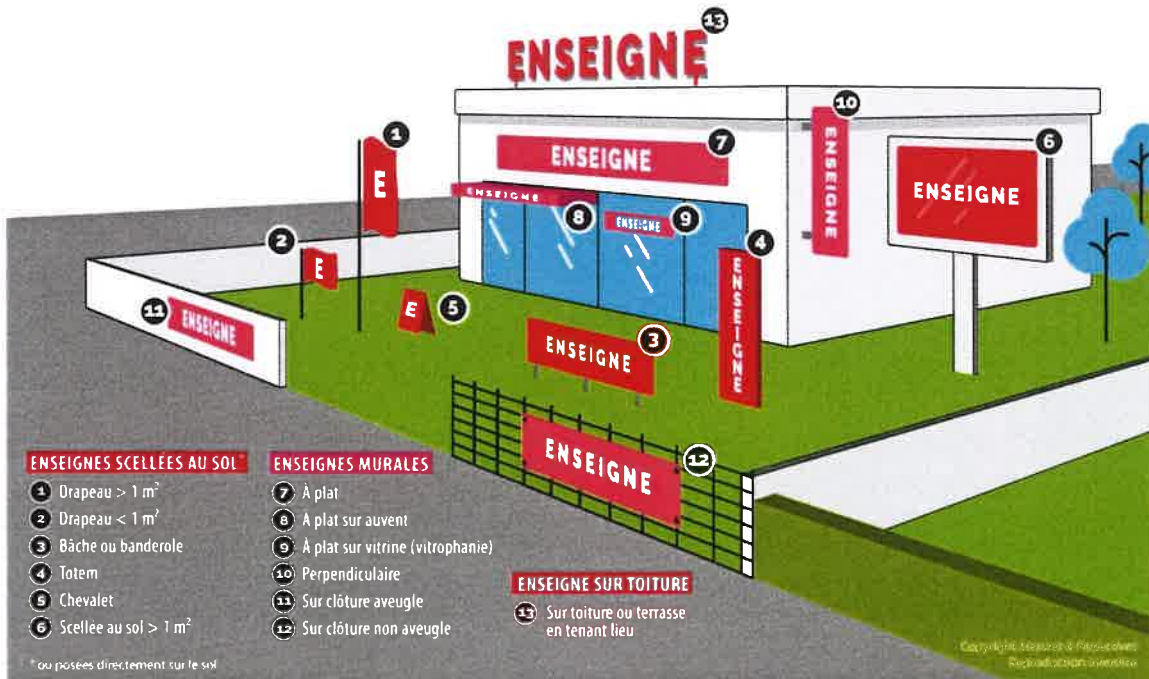 ENSEIGNE 13
10
ENSEIGNE
1
E
ENSEIGNE 7
6
ENSEIGNE
ENSEIGNE
8
ENSEIGNE
9
2
E
4
ENSEIGNE
11 ENSEIGNE
E 5
ENSEIGNE
3
ENSEIGNE
12
ENSEIGNES SCELLÉES AU SOL*
1 Drapeau > 1 m²
2 Drapeau < 1 m²
3 Bâche ou banderole
4 Totem
5 Chevalet
6 Scellée au sol > 1 m²
* ou posées directement sur le sol
ENSEIGNES MURALES
7 À plat
8 A plat sur auvent
9 À plat sur vitrine (vitrophanie)
10 Perpendiculaire
11 Sur clôture aveugle
12 Sur clôture non aveugle
ENSEIGNE SUR TOITURE
13 Sur toiture ou terrasse
en tenant lieu
Copyright